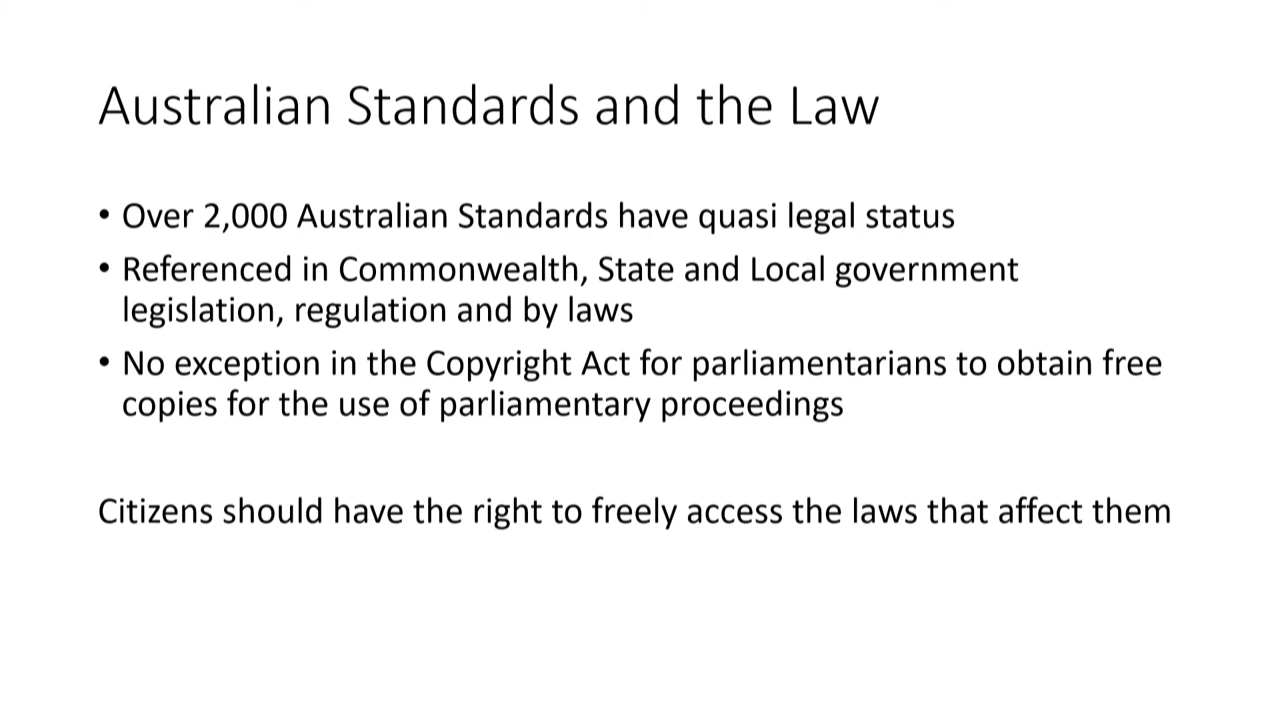 Australian Standards and the Law
• Over 2,000 Australian Standards have quasi legal status
• Referenced in Commonwealth, State and Local government
legislation, regulation and by laws
• No exception in the Copyright Act for parliamentarians to obtain free
copies for the use of parliamentary proceedings
Citizens should have the right to freely access the laws that affect them